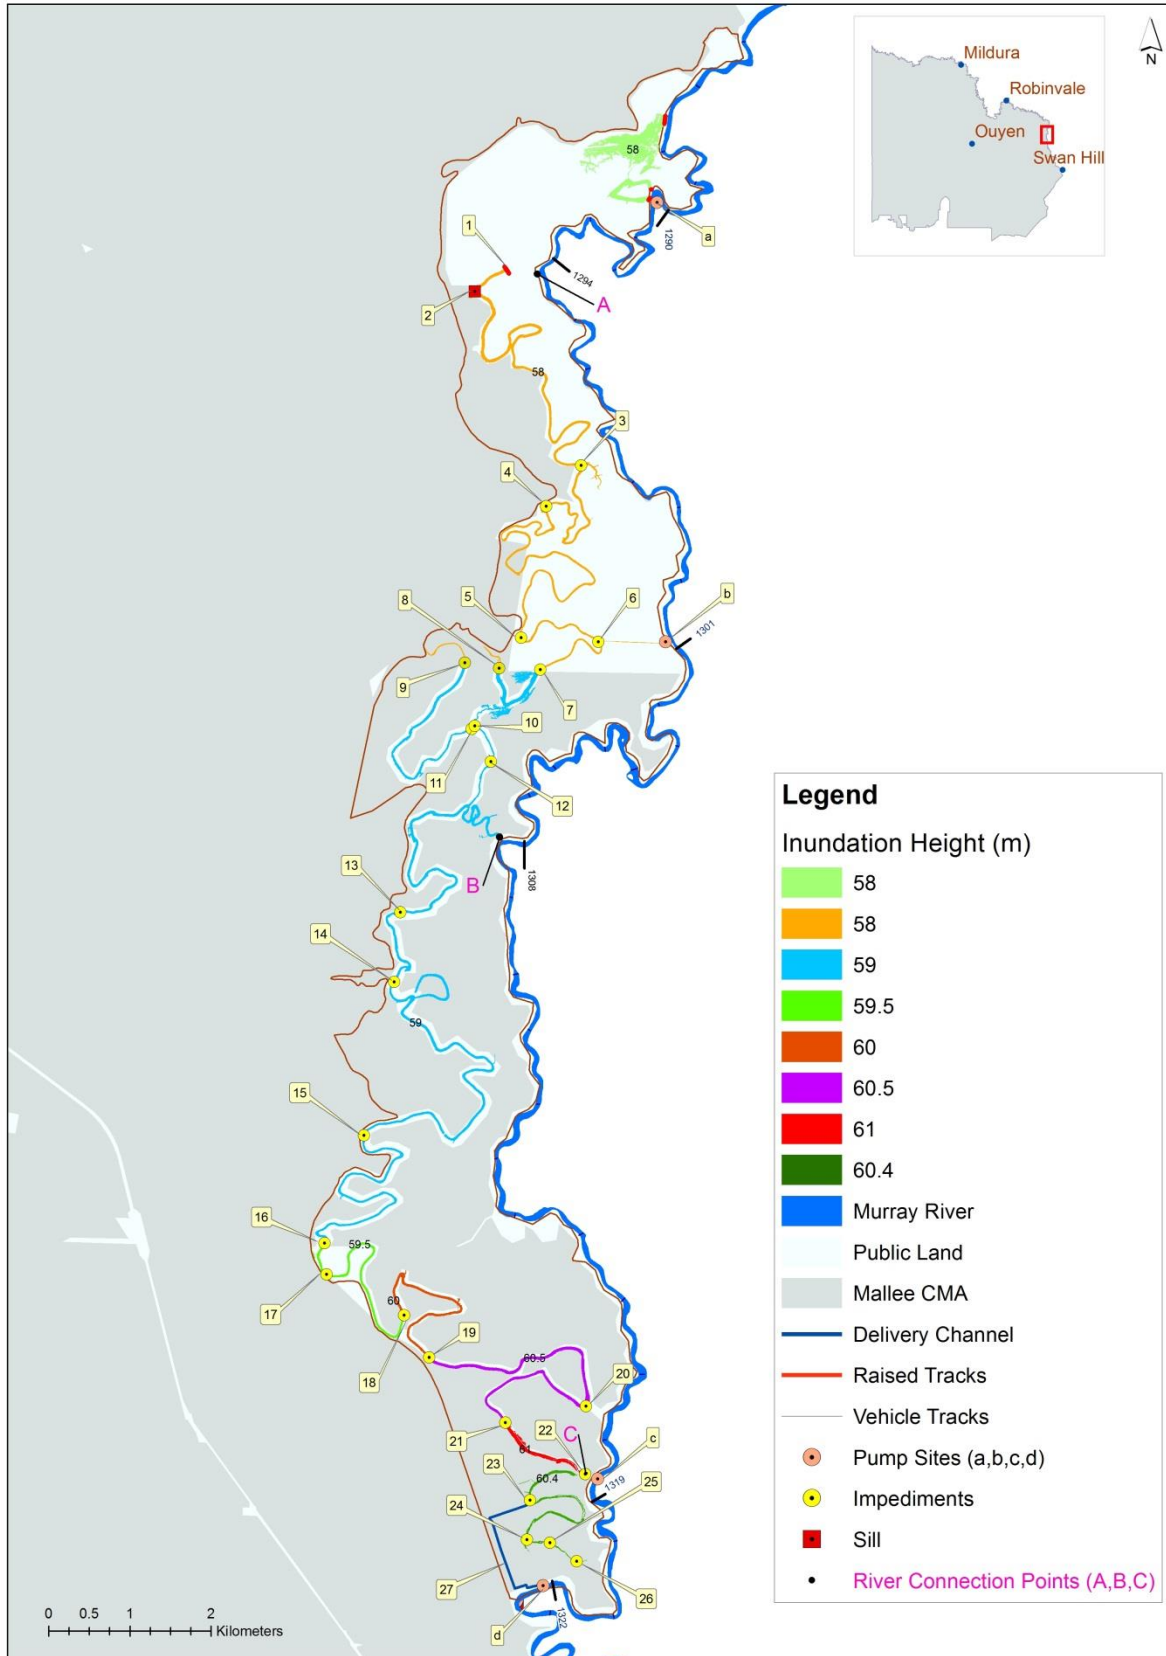 Mildura
Robinvale
Ouyen
Swan Hill
N
58
a
1290
1
1294
A
2
58
3
4
5
6
b
1301
8
9
7
10
11
12
B
1308
13
14
59
15
16
59.5
17
60
18
19
60.5
20
21
22
C
c
61
23
60.4
1319
25
24
26
27
d
1322
0 0.5 1 2
Kilometers
Legend
Inundation Height (m)
58
58
59
59.5
60
60.5
61
60.4
Murray River
Public Land
Mallee CMA
Delivery Channel
Raised Tracks
Vehicle Tracks
Pump Sites (a,b,c,d)
Impediments
Sill
River Connection Points (A,B,C)